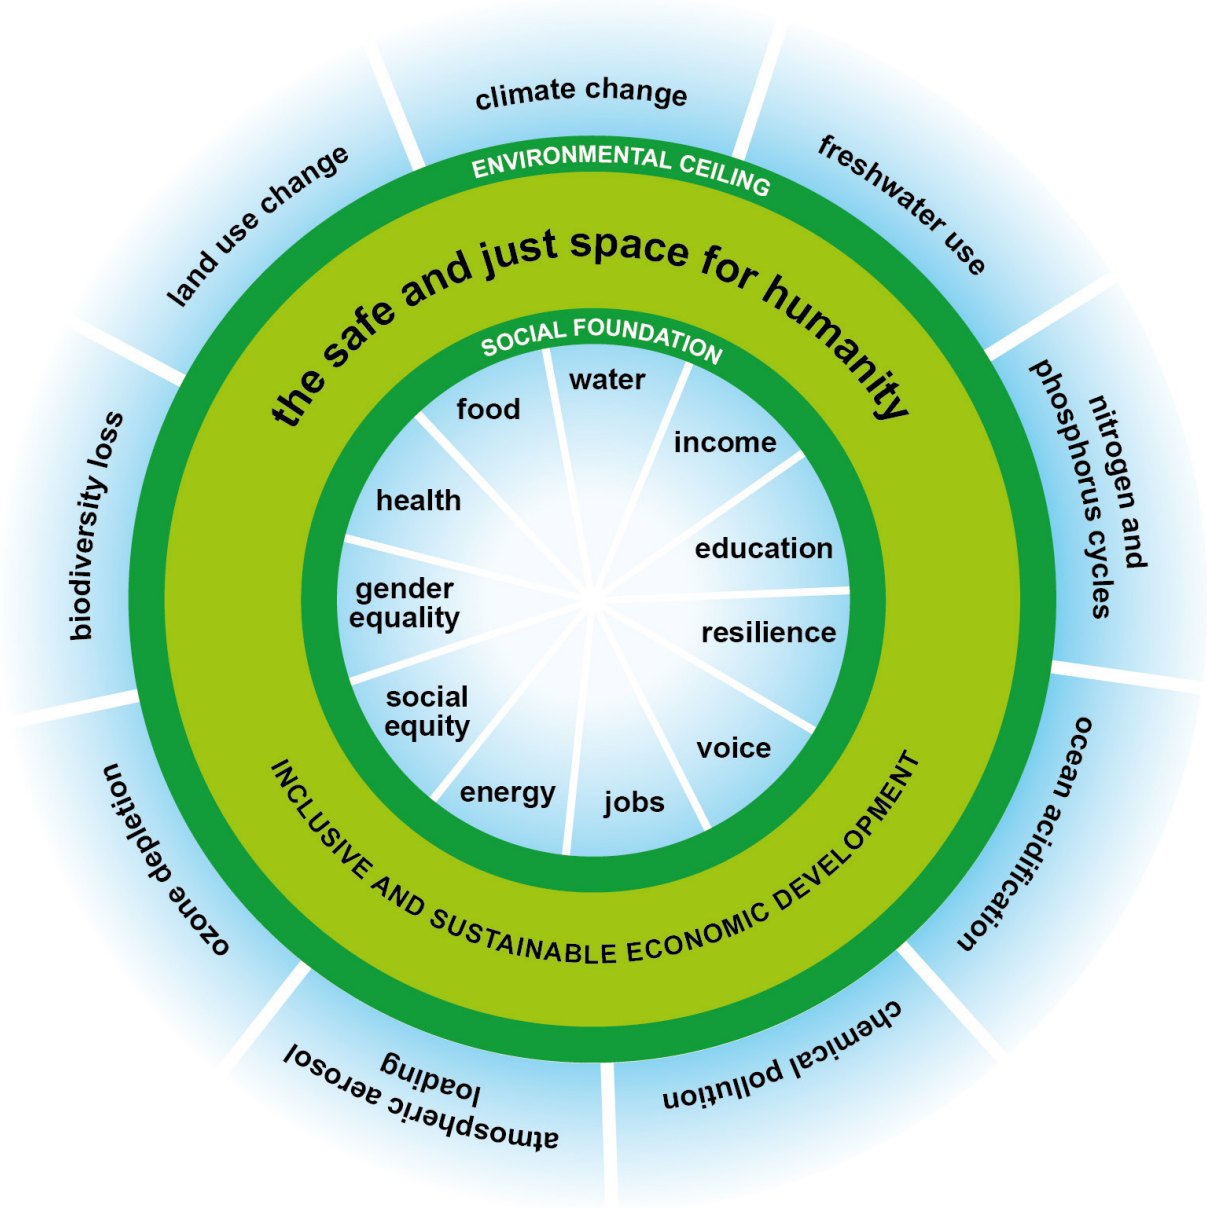 climate change
freshwater use
nitrogen and
phosphorus cycles
ocean acidification
chemical pollution
atmospheric aerosol
loading
ozone depletion
biodiversity loss
land use change
ENVIRONMENTAL CEILING
the safe and just space for humanity
SOCIAL FOUNDATION
water
income
education
resilience
voice
jobs
energy
social
equity
gender
equality
health
food
INCLUSIVE AND SUSTAINABLE ECONOMIC DEVELOPMENT